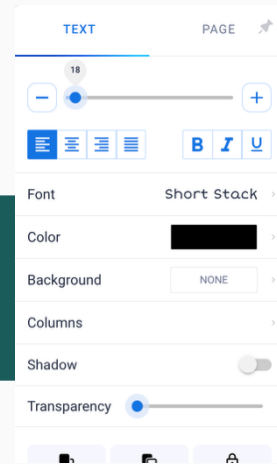 TEXT PAGE
18
B I U
Font Short Stack
Color
Background NONE
Columns
Shadow
Transparency